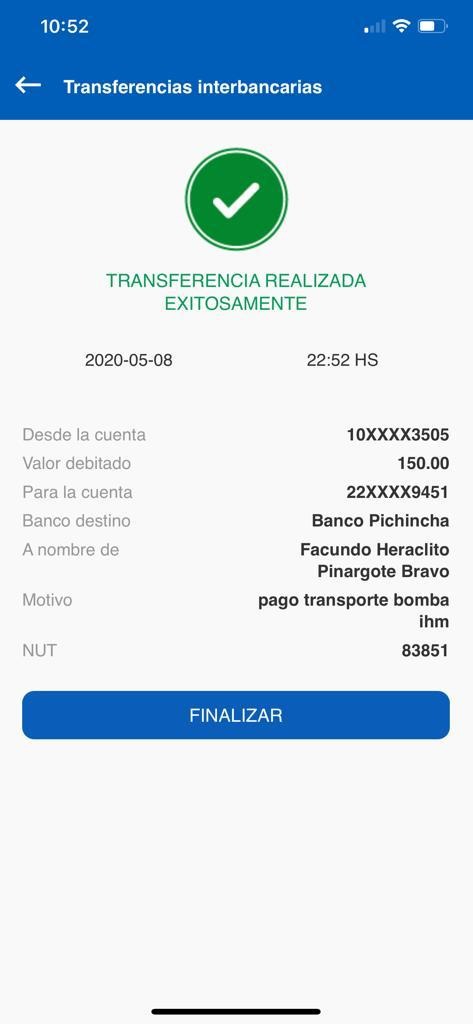 10:52
Transferencias interbancarias
TRANSFERENCIA REALIZADA
EXITOSAMENTE
2020-05-08 22:52 HS
Desde la cuenta 10XXXX3505
Valor debitado 150.00
Para la cuenta 22XXXX9451
Banco destino Banco Pichincha
A nombre de Facundo Heraclito
Pinargote Bravo
Motivo pago transporte bomba
ihm
NUT 83851
FINALIZAR